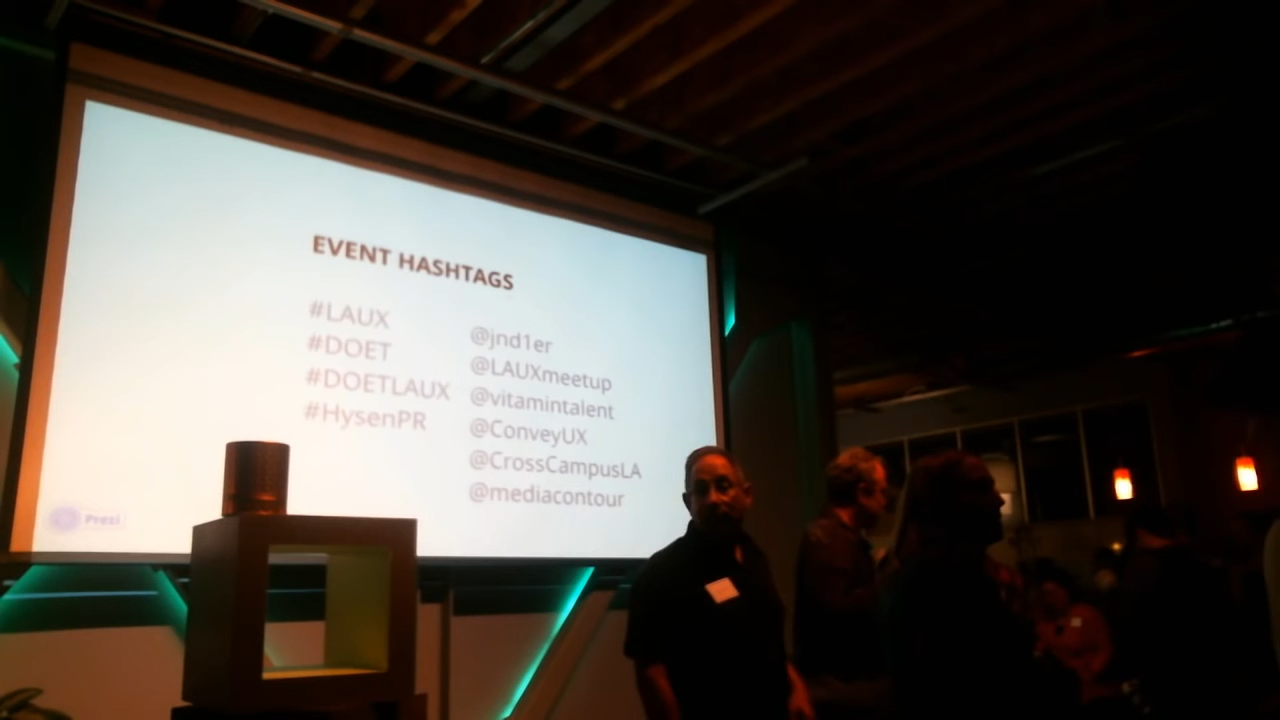 EVENT HASHTAGS
#LAUX
#DOET
#DOETLAUX
#HysenPR
@jnd1er
@LAUXmeetup
@vitamintalent
@ConveyUX
@CrossCampusLA
@mediacontour
Prezi